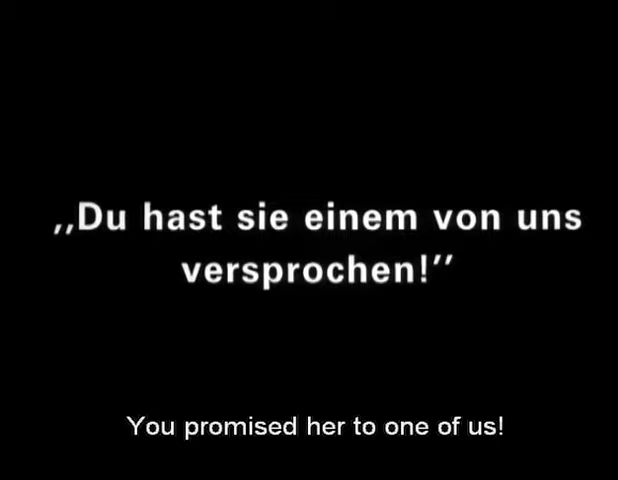 ,,Du hast sie einem von uns
versprochen!''
You promised her to one of us!